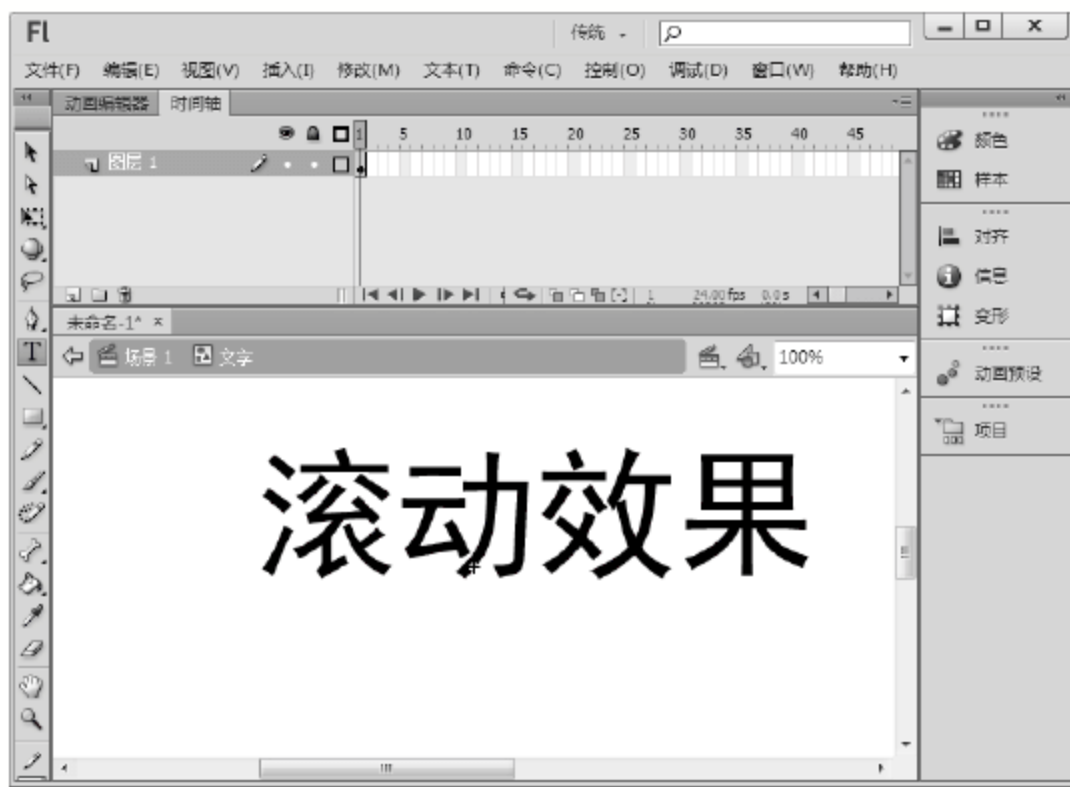 Fl 传统
文件(F) 编辑(E) 视图(V) 插入(I) 修改(M) 文本(T) 命令(C) 控制(O) 调试(D) 窗口(W) 帮助(H)
动画编辑器 时间轴
1 5 10 15 20 25 30 35 40 45
图层 1
1 24.00 fps 0.0 s
未命名-1* ×
场景 1 文字 100%
滚动效果
T
颜色
样本
对齐
信息
变形
动画预设
项目